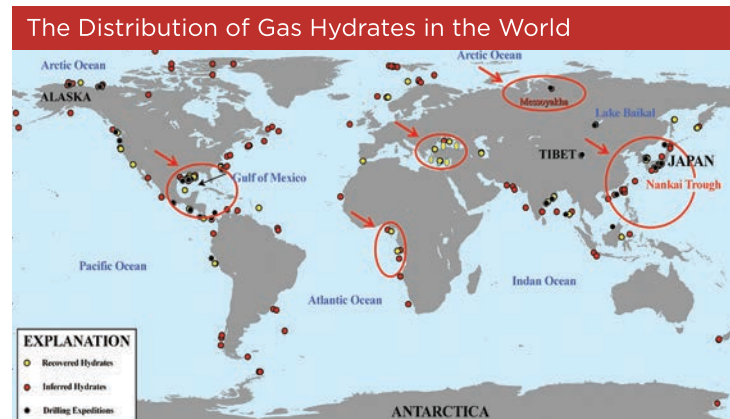 The Distribution of Gas Hydrates in the World
Arctic Ocean
Arctic Ocean
ALASKA
Messoyakha
Lake Baikal
TIBET
JAPAN
Gulf of Mexico
Nankai Trough
Pacific Ocean
Indan Ocean
Atlantic Ocean
EXPLANATION
Recovered Hydrates
Inferred Hydrates
Drilling Expeditions
ANTARCTICA